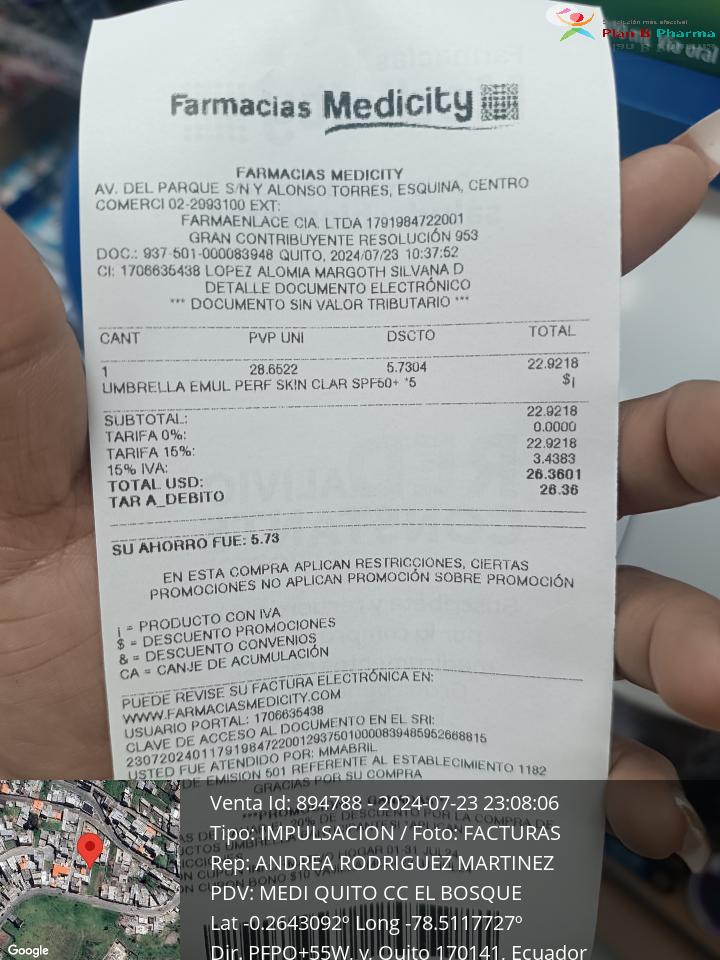 Plan B Pharma
Farmacias Medicity
FARMACIAS MEDICITY
AV. DEL PARQUE S/N Y ALONSO TORRES, ESQUINA, CENTRO
COMERCI 02-2993100 EXT:
FARMAENLACE CIA. LTDA 1791984722001
GRAN CONTRIBUYENTE RESOLUCIÓN 953
DOC.: 937-501-000083948 QUITO, 2024/07/23 10:37:52
CI: 1706635438 LOPEZ ALOMIA MARGOTH SILVANA D
DETALLE DOCUMENTO ELECTRÓNICO
*** DOCUMENTO SIN VALOR TRIBUTARIO ***
CANT PVP UNI DSCTO TOTAL
1 28.6522 5.7304 22.9218
UMBRELLA EMUL PERF SKIN CLAR SPF50+ *5 $¡
SUBTOTAL: 22.9218
TARIFA 0%: 0.0000
TARIFA 15%: 22.9218
15% IVA: 3.4383
TOTAL USD: 26.3601
TAR A_DEBITO 26.36
SU AHORRO FUE: 5.73
EN ESTA COMPRA APLICAN RESTRICCIONES, CIERTAS
PROMOCIONES NO APLICAN PROMOCIÓN SOBRE PROMOCIÓN
¡ = PRODUCTO CON IVA
$ = DESCUENTO PROMOCIONES
& = DESCUENTO CONVENIOS
CA = CANJE DE ACUMULACIÓN
PUEDE REVISE SU FACTURA ELECTRÓNICA EN:
WWW.FARMACIASMEDICITY.COM
USUARIO PORTAL: 1706635438
CLAVE DE ACCESO AL DOCUMENTO EN EL SRI:
2307202401179198472200129375010000839485952668815
USTED FUE ATENDIDO POR: MMABRIL
DE EMISION 501 REFERENTE AL ESTABLECIMIENTO 1182
GRACIAS POR SU COMPRA
20% DE DESCUENTO POR LA COMPRA DE
Venta Id: 894788 - 2024-07-23 23:08:06
Tipo: IMPULSACION / Foto: FACTURAS
Rep: ANDREA RODRIGUEZ MARTINEZ
PDV: MEDI QUITO CC EL BOSQUE
Lat -0.2643092º Long -78.5117727º
Dir. PFPQ+55W, y, Quito 170141, Ecuador
Google